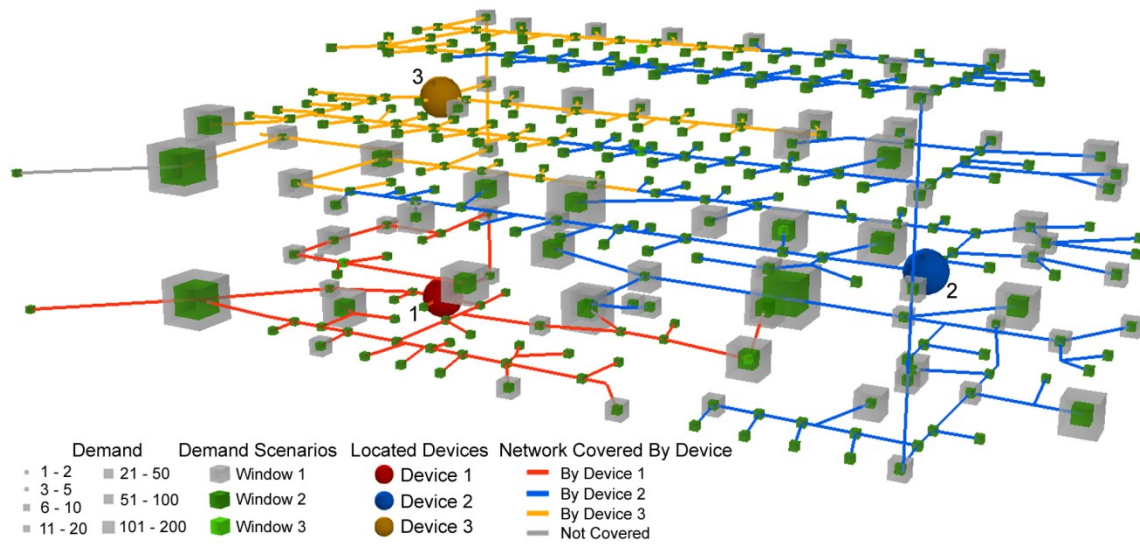 3
2
1
Demand
1 - 2
3 - 5
6 - 10
11 - 20
21 - 50
51 - 100
101 - 200
Demand Scenarios
Window 1
Window 2
Window 3
Located Devices
Device 1
Device 2
Device 3
Network Covered By Device
By Device 1
By Device 2
By Device 3
Not Covered